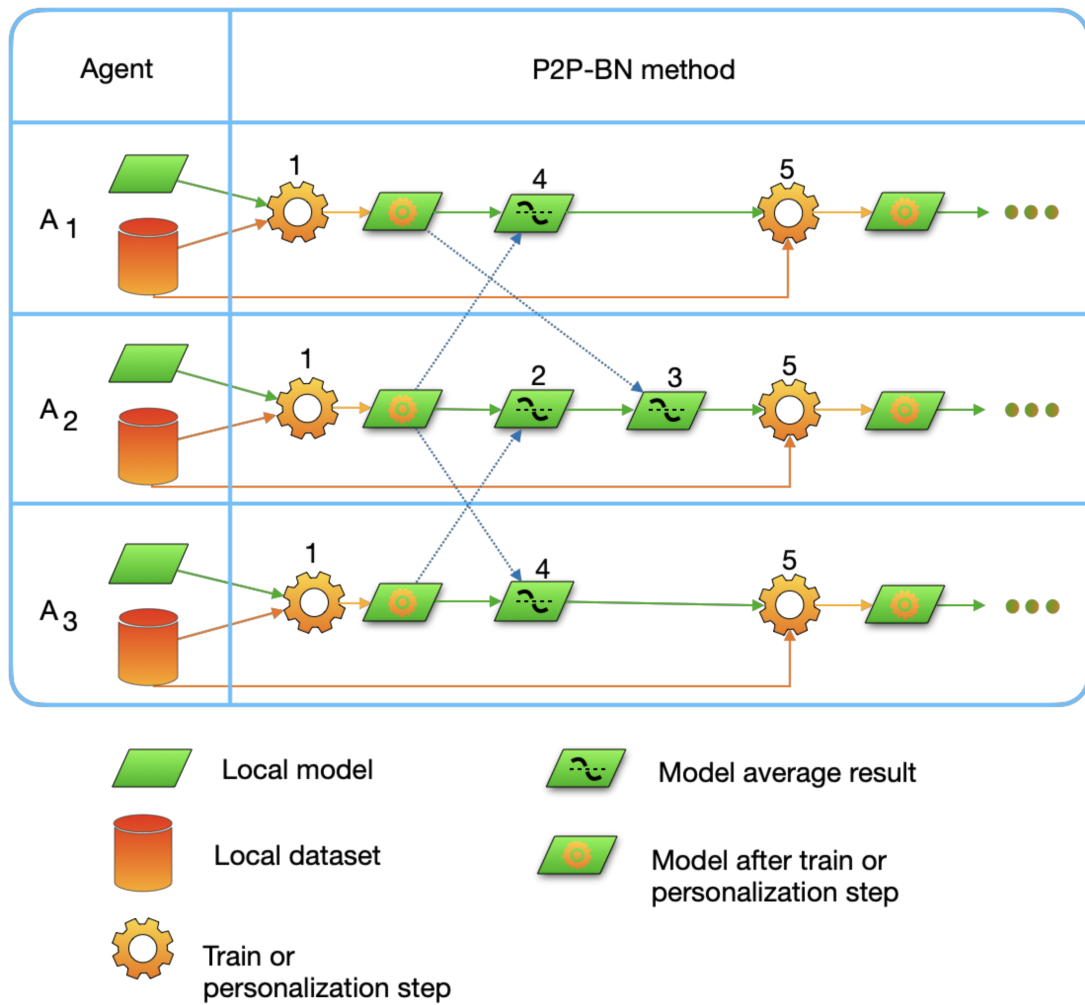 Agent
P2P-BN method
A 1
1
4
5
A 2
1
2
3
5
A 3
1
4
5
Local model
Model average result
Local dataset
Model after train or
personalization step
Train or
personalization step